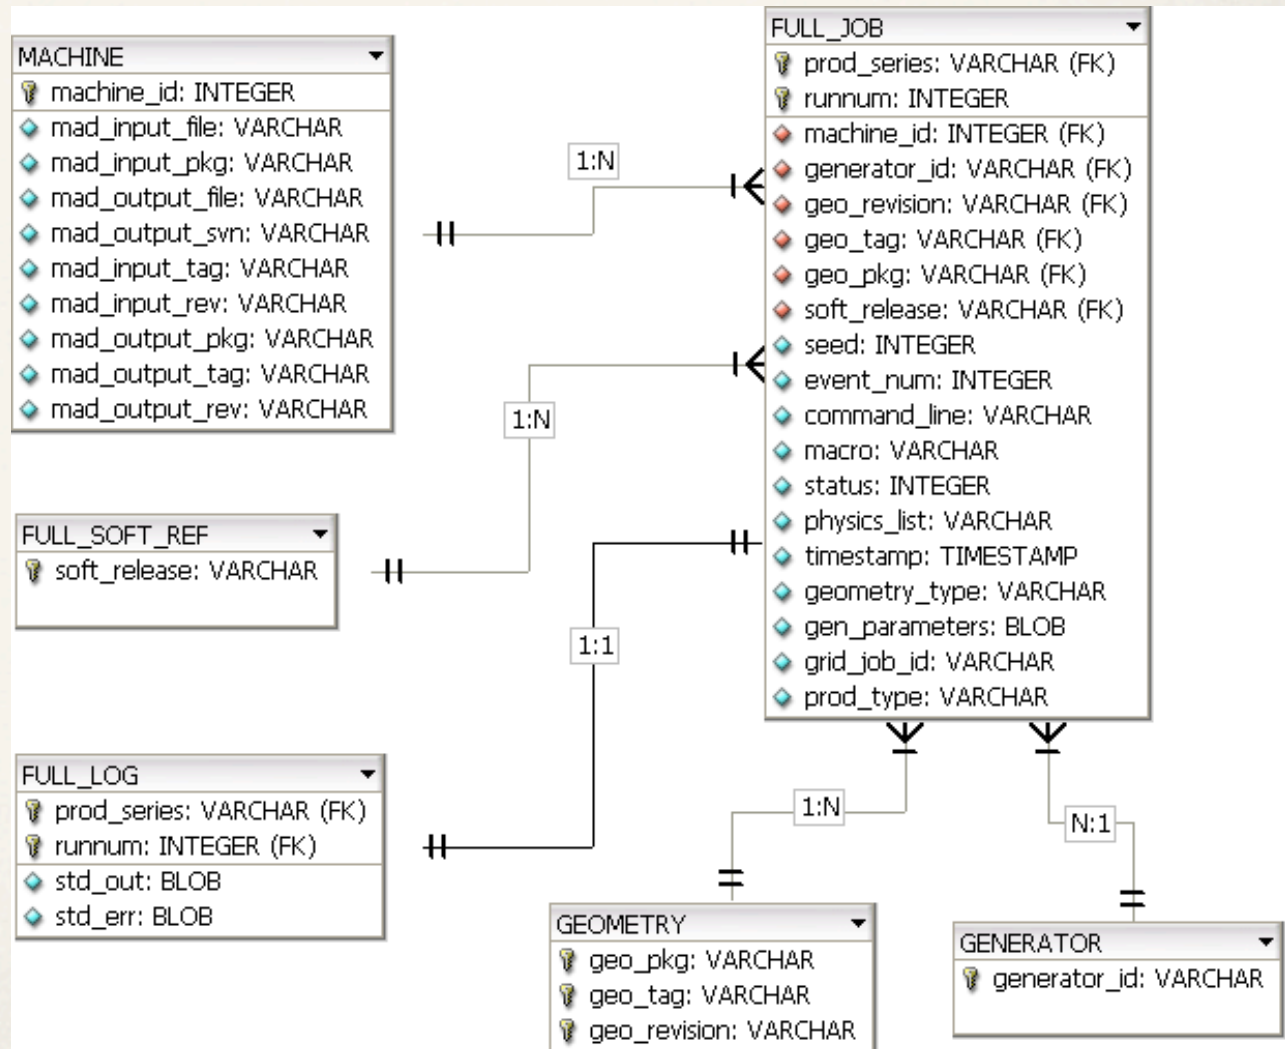 MACHINE
machine_id: INTEGER
mad_input_file: VARCHAR
mad_input_pkg: VARCHAR
mad_output_file: VARCHAR
mad_output_svn: VARCHAR
mad_input_tag: VARCHAR
mad_input_rev: VARCHAR
mad_output_pkg: VARCHAR
mad_output_tag: VARCHAR
mad_output_rev: VARCHAR
1:N
FULL_JOB
prod_series: VARCHAR (FK)
runnum: INTEGER
machine_id: INTEGER (FK)
generator_id: VARCHAR (FK)
geo_revision: VARCHAR (FK)
geo_tag: VARCHAR (FK)
geo_pkg: VARCHAR (FK)
soft_release: VARCHAR (FK)
seed: INTEGER
event_num: INTEGER
command_line: VARCHAR
macro: VARCHAR
status: INTEGER
physics_list: VARCHAR
timestamp: TIMESTAMP
geometry_type: VARCHAR
gen_parameters: BLOB
grid_job_id: VARCHAR
prod_type: VARCHAR
1:N
FULL_SOFT_REF
soft_release: VARCHAR
1:1
FULL_LOG
prod_series: VARCHAR (FK)
runnum: INTEGER (FK)
std_out: BLOB
std_err: BLOB
1:N
N:1
GEOMETRY
geo_pkg: VARCHAR
geo_tag: VARCHAR
geo_revision: VARCHAR
GENERATOR
generator_id: VARCHAR